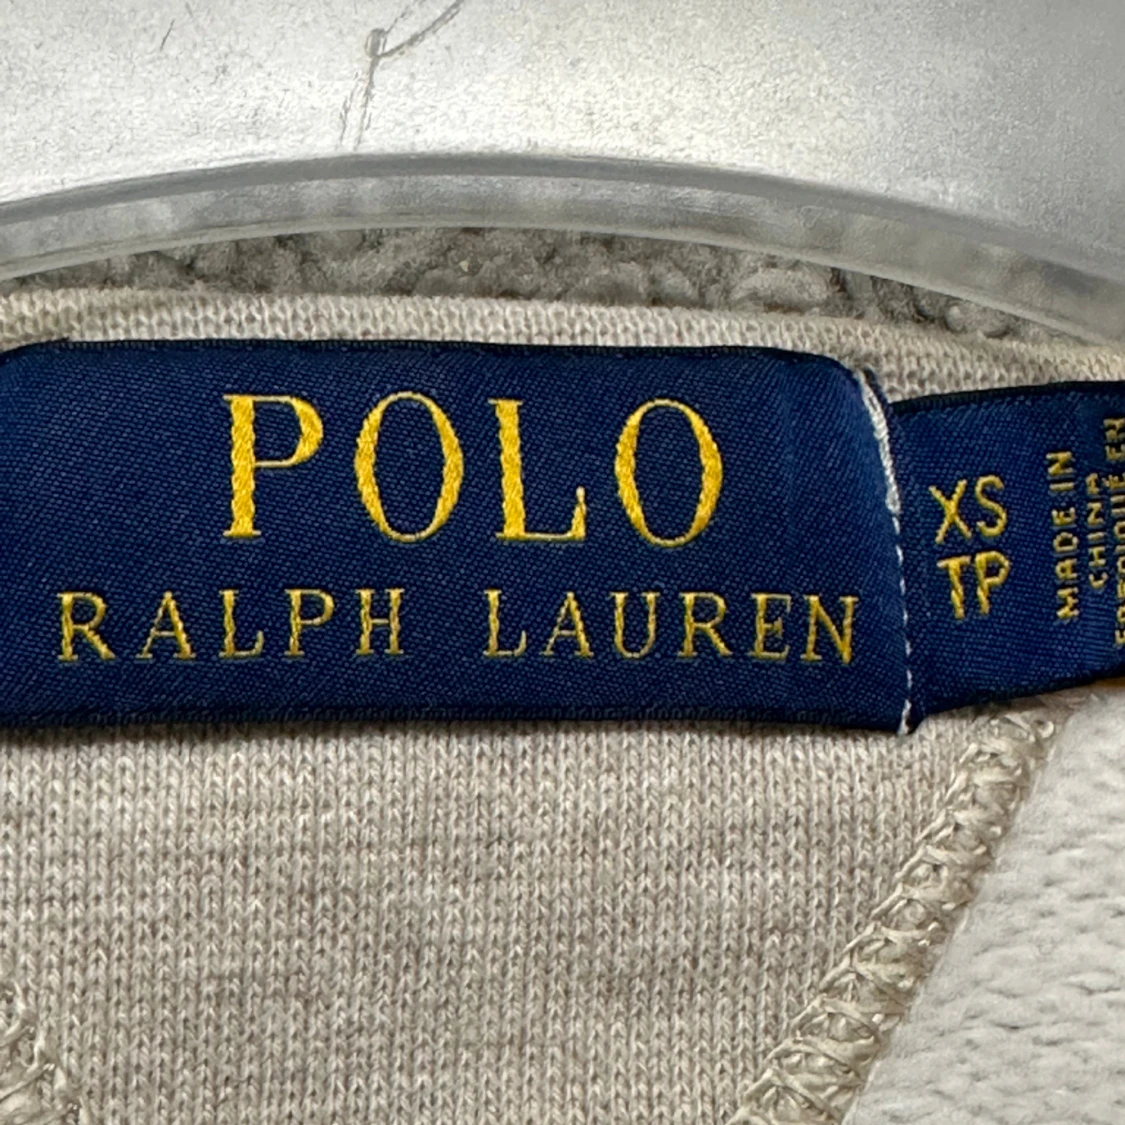 POLO
RALPH LAUREN
XS
TP
MADE IN
CHINA